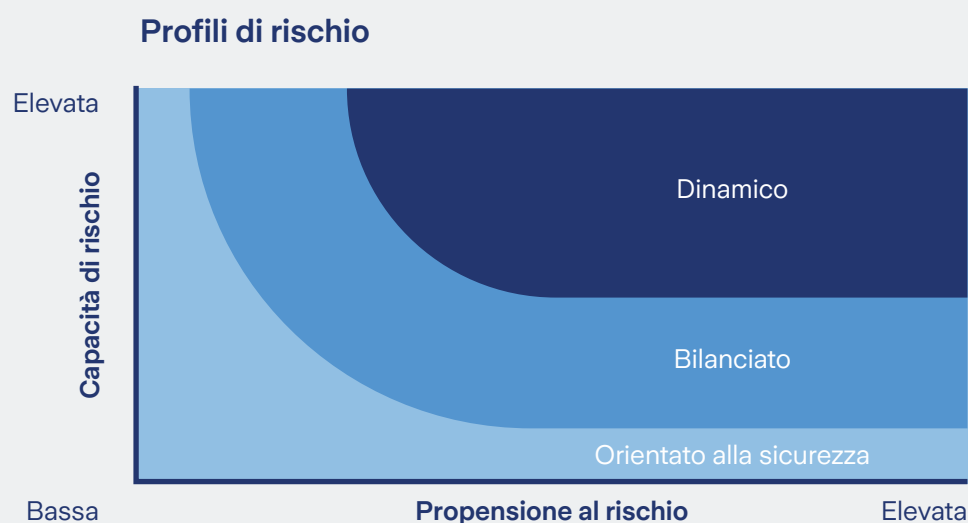 Profili di rischio
Elevata
Capacità di rischio
Dinamico
Bilanciato
Orientato alla sicurezza
Bassa
Propensione al rischio
Elevata